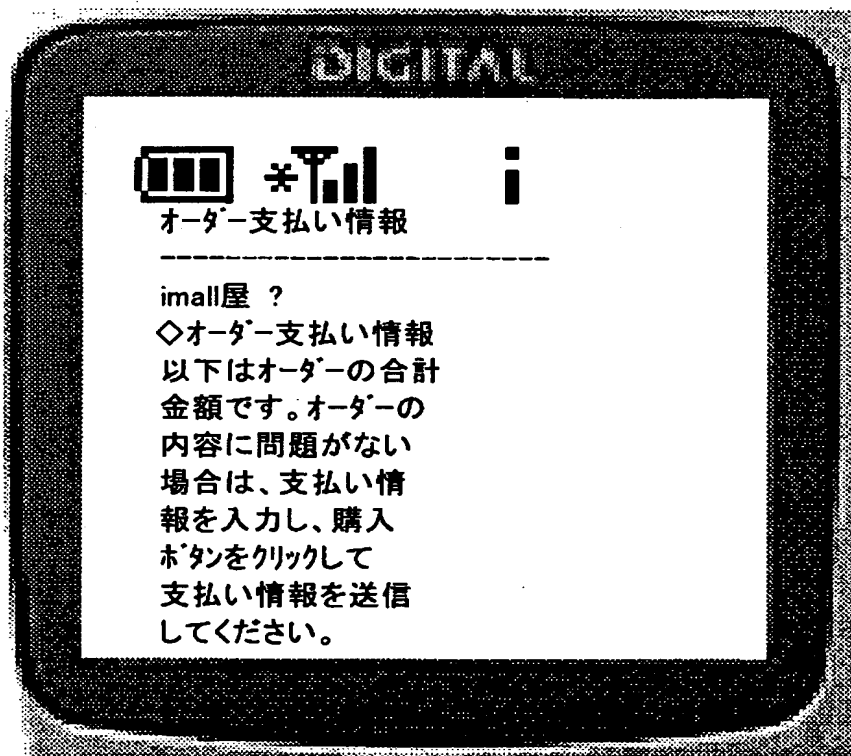 DIGITAL
i
ｵｰﾀﾞｰ支払い情報
-------------------------
imall屋 ?
◇ｵｰﾀﾞｰ支払い情報
以下はｵｰﾀﾞｰの合計
金額です。ｵｰﾀﾞｰの
内容に問題がない
場合は、支払い情
報を入力し、購入
ﾎﾞﾀﾝをｸﾘｯｸして
支払い情報を送信
してください。